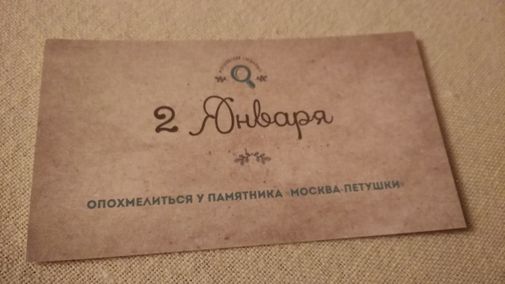 2 Января
ОПОХМЕЛИТЬСЯ У ПАМЯТНИКА «МОСКВА-ПЕТУШКИ»